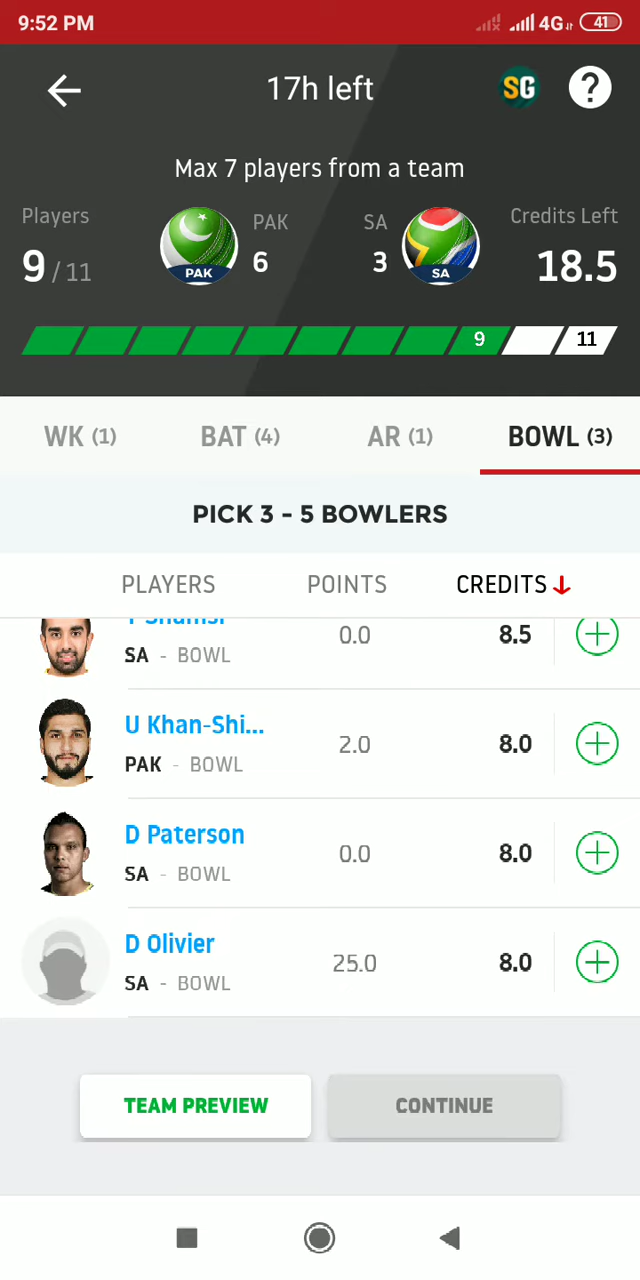 9:52 PM 4G 41
17h left SG ?
Max 7 players from a team
Players PAK SA Credits Left
9 / 11 PAK 6 3 SA 18.5
9 11
WK (1) BAT (4) AR (1) BOWL (3)
PICK 3 - 5 BOWLERS
PLAYERS POINTS CREDITS
T Shamsi
SA - BOWL 0.0 8.5
U Khan-Shi...
PAK - BOWL 2.0 8.0
D Paterson
SA - BOWL 0.0 8.0
D Olivier
SA - BOWL 25.0 8.0
TEAM PREVIEW CONTINUE